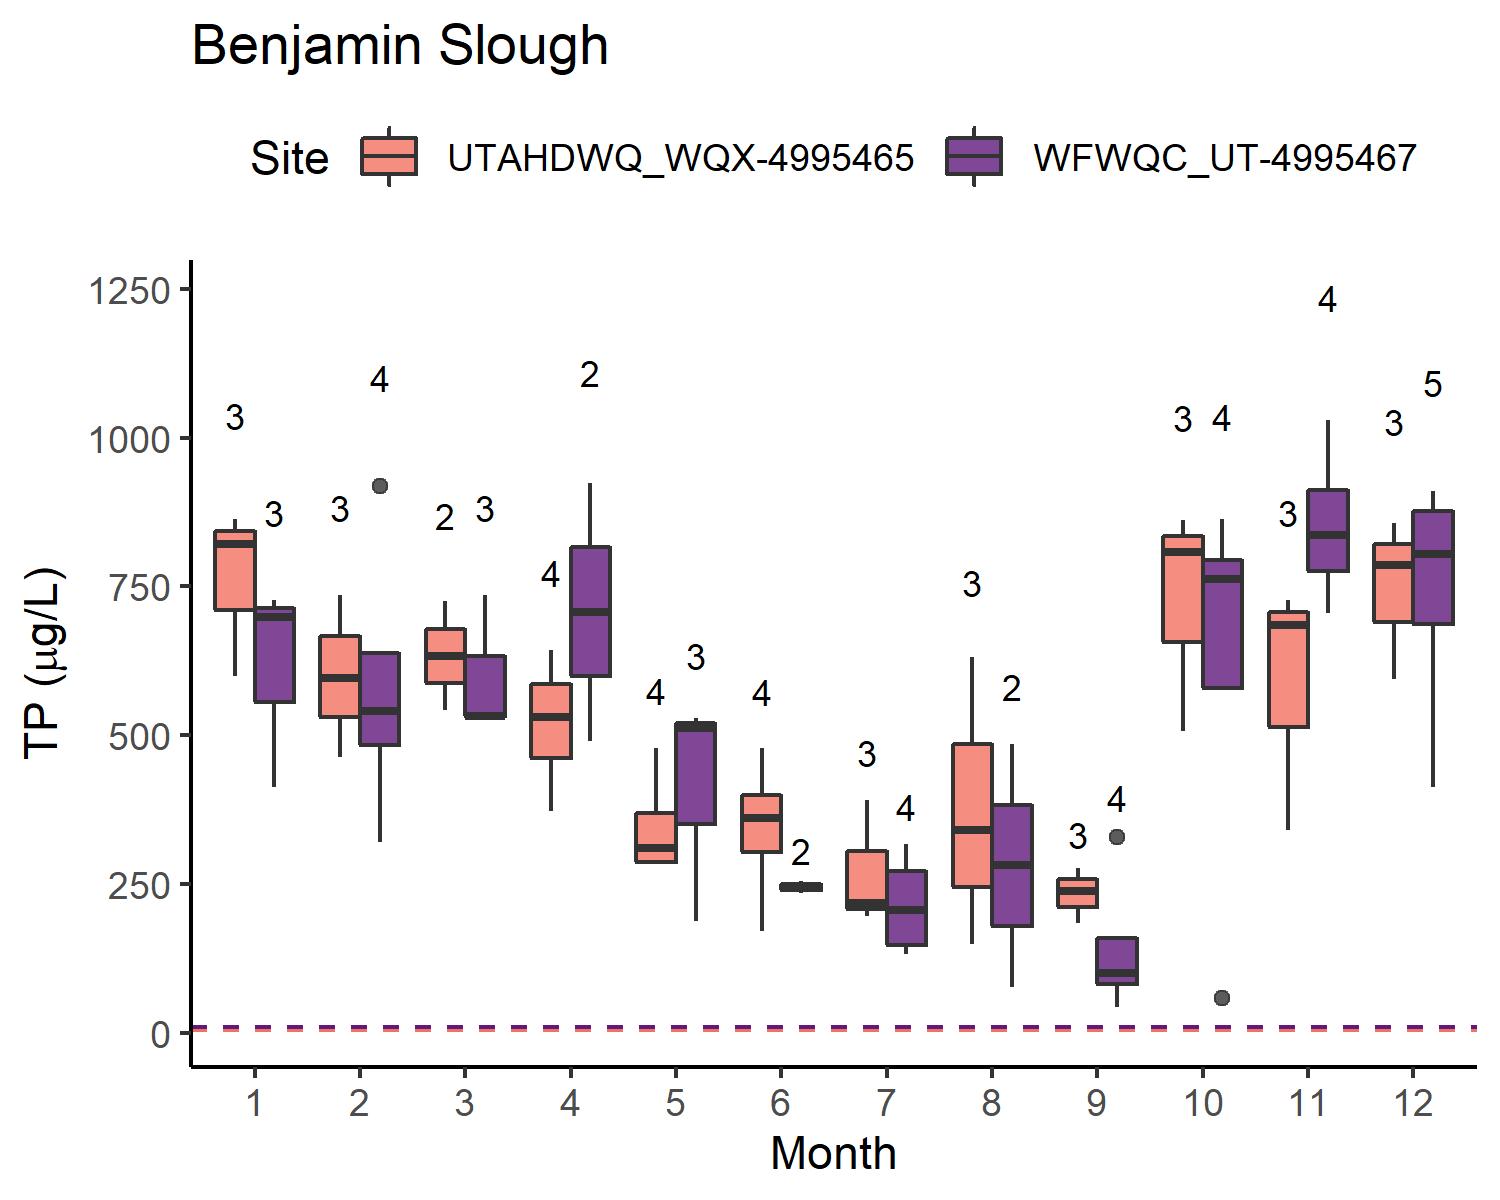 Benjamin Slough
Site UTAHDWQ_WQX-4995465 WFWQC_UT-4995467
TP (μg/L)
1250
1000
750
500
250
0
3 3 3 4 2 3 4 2 4 3 4 2 3 4 3 2 3 4 3 4 3 4 3 5
1 2 3 4 5 6 7 8 9 10 11 12
Month